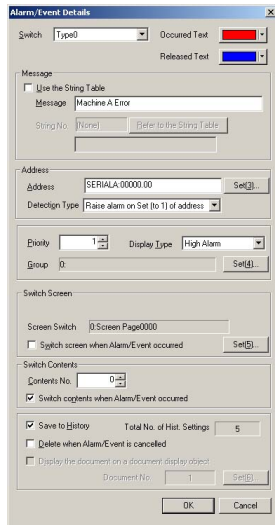 Alarm/Event Details
Switch Type0 Occurred Text
Released Text
Message
Use the String Table
Message Machine A Error
String No. (None) Refer to the String Table
Address
Address SERIALA:00000.00 Set(3)...
Detection Type Raise alarm on Set (to 1) of address
Priority 1 Display Type High Alarm
Group 0: Set(4)...
Switch Screen
Screen Switch 0:Screen Page0000
Switch screen when Alarm/Event occurred Set(5)...
Switch Contents
Contents No. 0
Switch contents when Alarm/Event occurred
Save to History Total No. of Hist. Settings 5
Delete when Alarm/Event is cancelled
Display the document on a document display object
Document No. 1 Set(6)...
OK Cancel